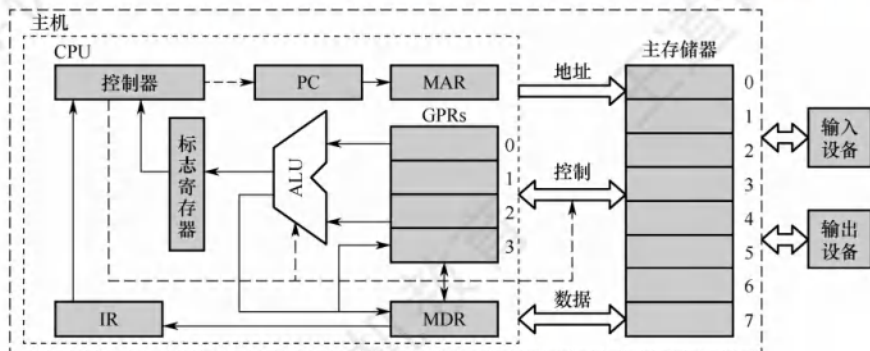 主机
CPU
主存储器
控制器
PC
MAR
地址
GPRs
标志寄存器
ALU
0
1
2
3
控制
0
1
2
3
4
5
6
7
输入
设备
输出
设备
IR
MDR
数据